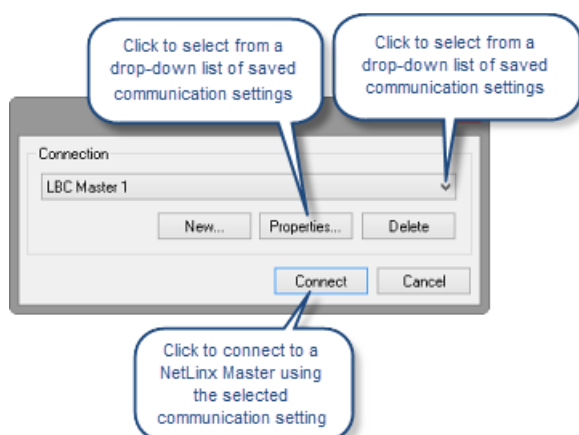 Click to select from a
drop-down list of saved
communication settings
Click to select from a
drop-down list of saved
communication settings
Connection
LBC Master 1
New...
Properties...
Delete
Connect
Cancel
Click to connect to a
NetLinx Master using
the selected
communication setting